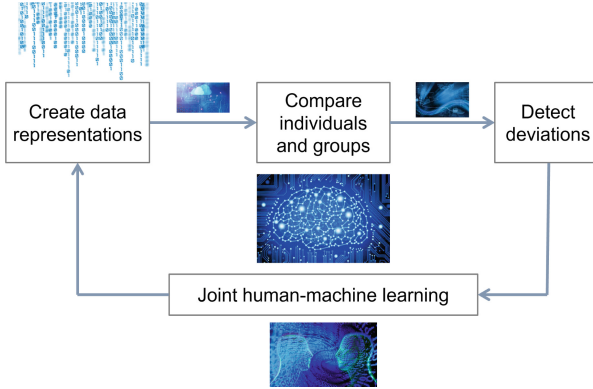 Create data
representations
Compare
individuals
and groups
Detect
deviations
Joint human-machine learning